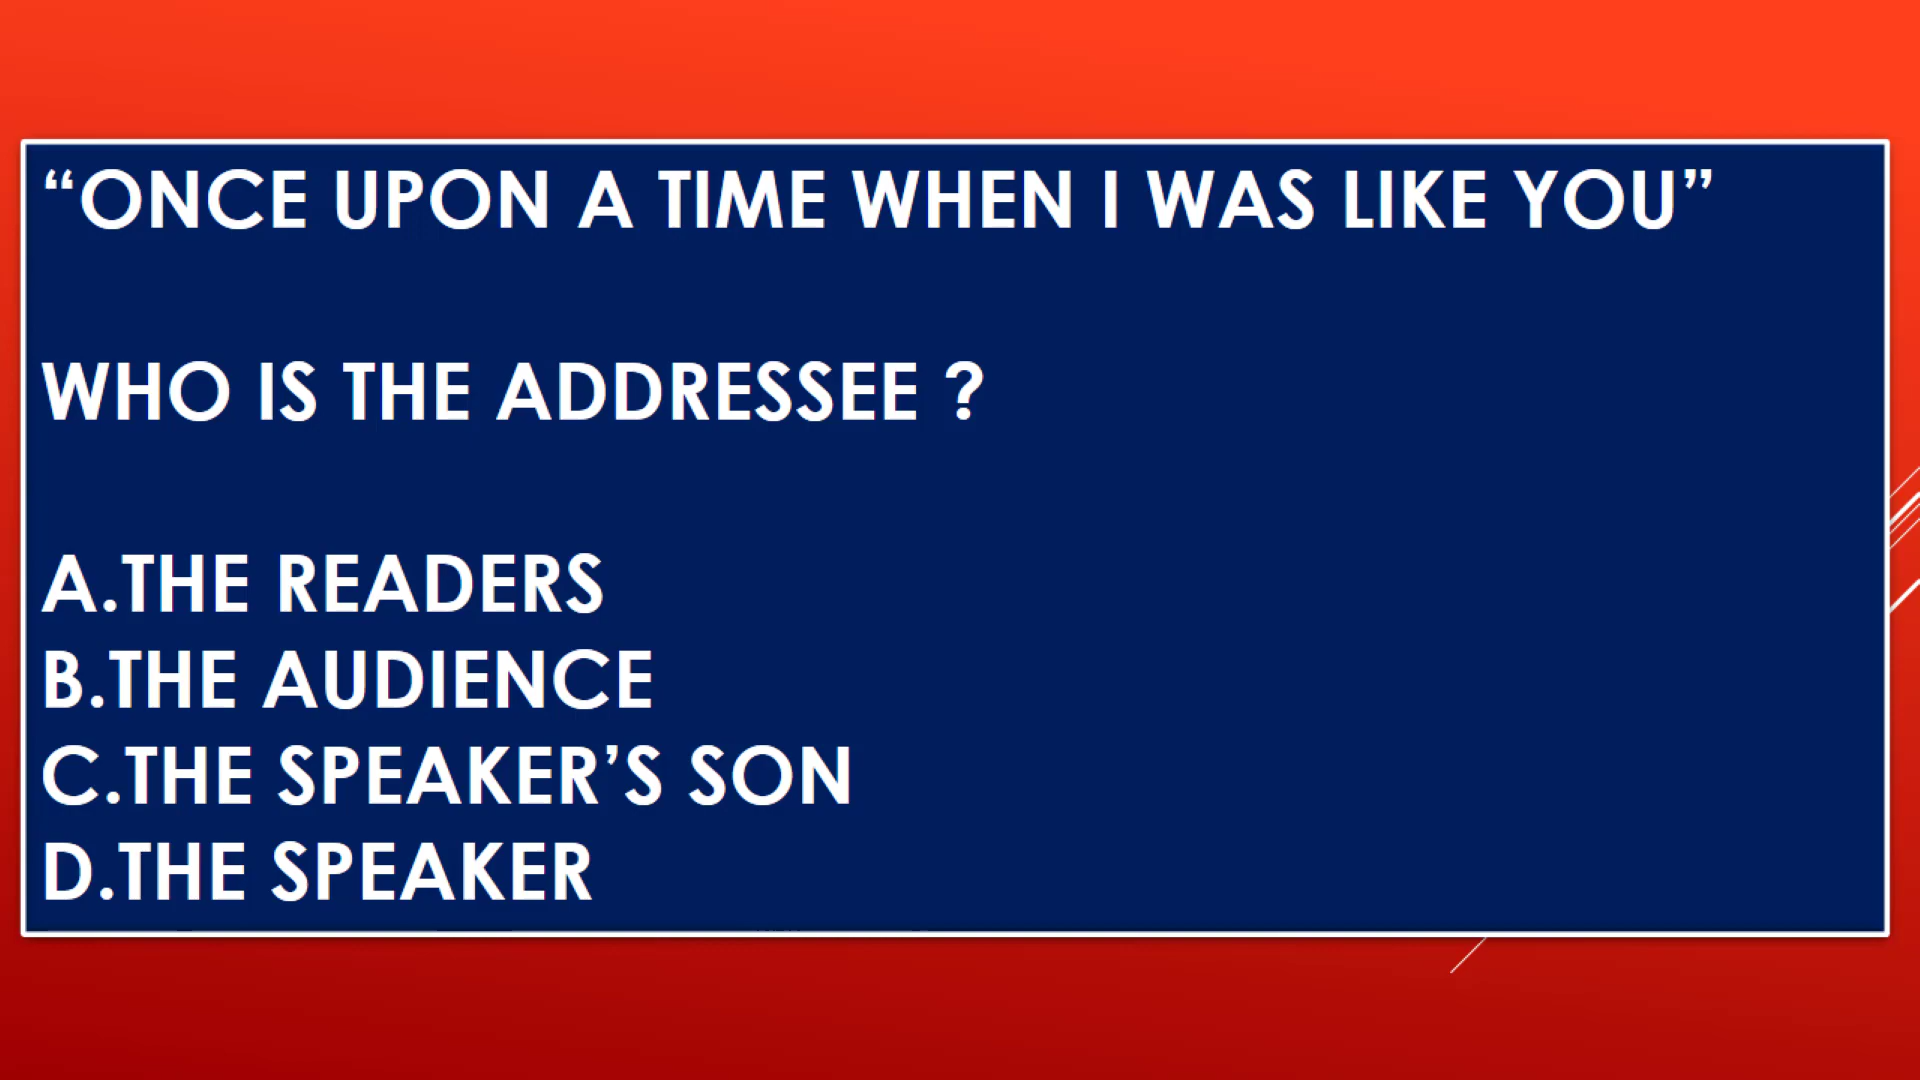 “ONCE UPON A TIME WHEN I WAS LIKE YOU”
WHO IS THE ADDRESSEE ?
A.THE READERS
B.THE AUDIENCE
C.THE SPEAKER’S SON
D.THE SPEAKER